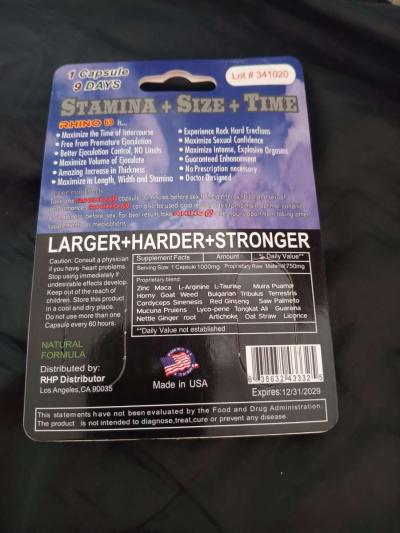 1 Capsule
9 DAYS
Lot # 341020
STAMINA + SIZE + TIME
RHINO 69 is...
• Maximize the Time of Intercourse
• Free from Premature Ejaculation
• Better Ejaculation Control, NO Limits
• Maximize Volume of Ejaculate
• Amazing Increase in Thickness
• Maximize in Length, Width and Stamina
• Experience Rock Hard Erections
• Maximize Sexual Confidence
• Maximize Intense, Explosive Orgasms
• Guaranteed Enhancement
• No Prescription necessary
• Doctor Designed
LARGER+HARDER+STRONGER
Caution: Consult a physician
if you have heart problems.
Stop using immediately if
undesirable effects develop.
Keep out of the reach of
children. Store this product
in a cool and dry place.
Do not use more than one
Capsule every 60 hours.
Supplement Facts Amount % Daily Value**
Serving Size: 1 Capsule 1000mg Proprietary Raw Material 750mg
Proprietary blend:
Zinc Maca L-Arginine L-Taurine Muira Puama
Horny Goat Weed Bulgarian Tribulus Terrestris
Cordyceps Sinenesis Red Ginseng Saw Palmeto
Mucuna Pruiens Lyco-pene Tongkat Ali Guarana
Nettle Ginger root Artichoke Oat Straw Licorice
**Daily Value not established
NATURAL
FORMULA
Distributed by:
RHP Distributor
Los Angeles, CA 90035
Made in USA
8 38632 43332 5
Expires: 12/31/2029
This statements have not been evaluated by the Food and Drug Administration.
The product is not intended to diagnose,treat,cure or prevent any disease.